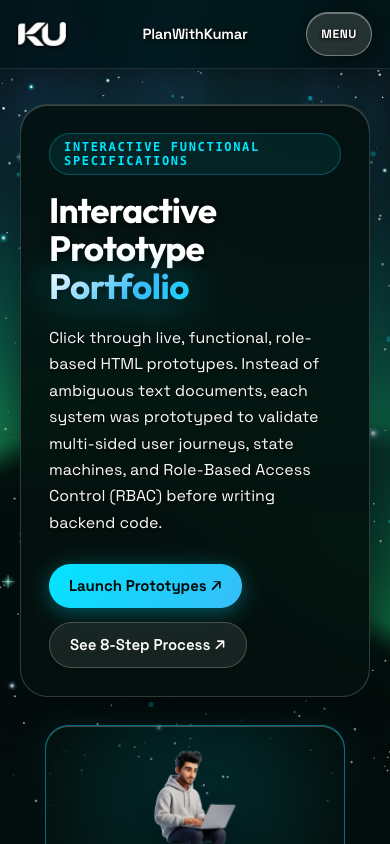 KU
PlanWithKumar
MENU
INTERACTIVE FUNCTIONAL
SPECIFICATIONS
Interactive
Prototype
Portfolio
Click through live, functional, role-
based HTML prototypes. Instead of
ambiguous text documents, each
system was prototyped to validate
multi-sided user journeys, state
machines, and Role-Based Access
Control (RBAC) before writing
backend code.
Launch Prototypes ↗
See 8-Step Process ↗